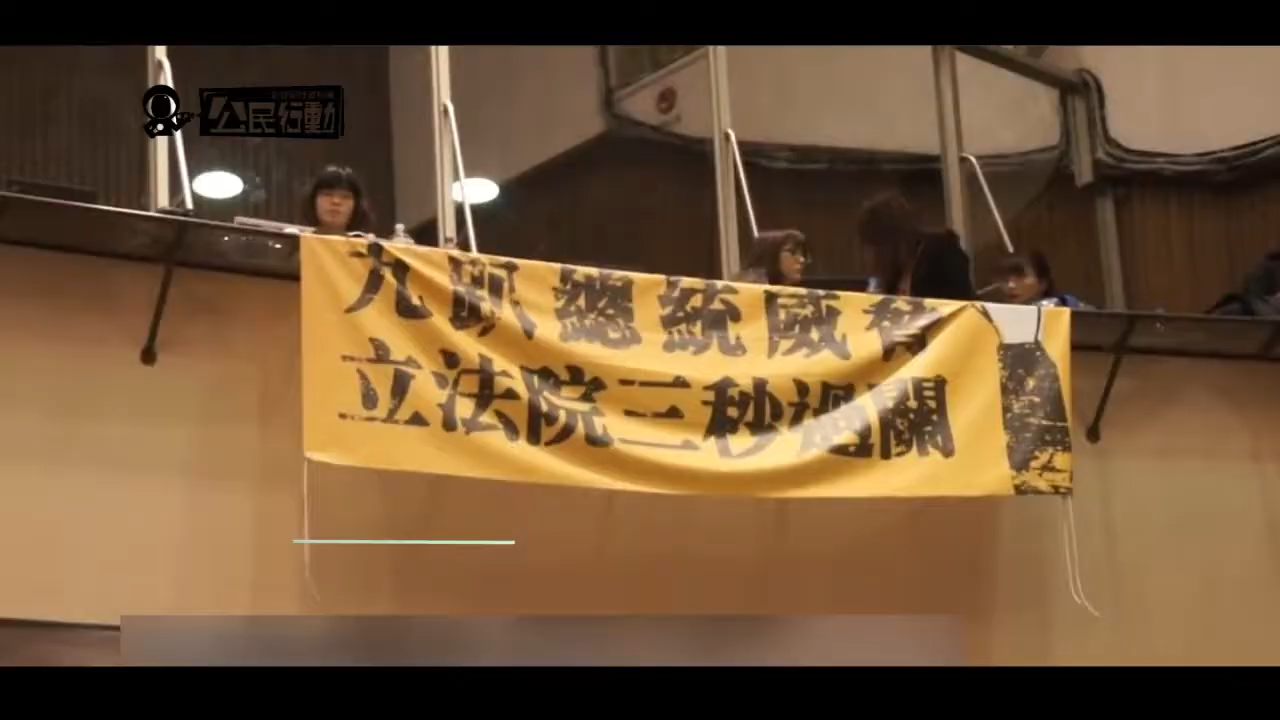 公民行動
九趴總統威脅
立法院三秒過關